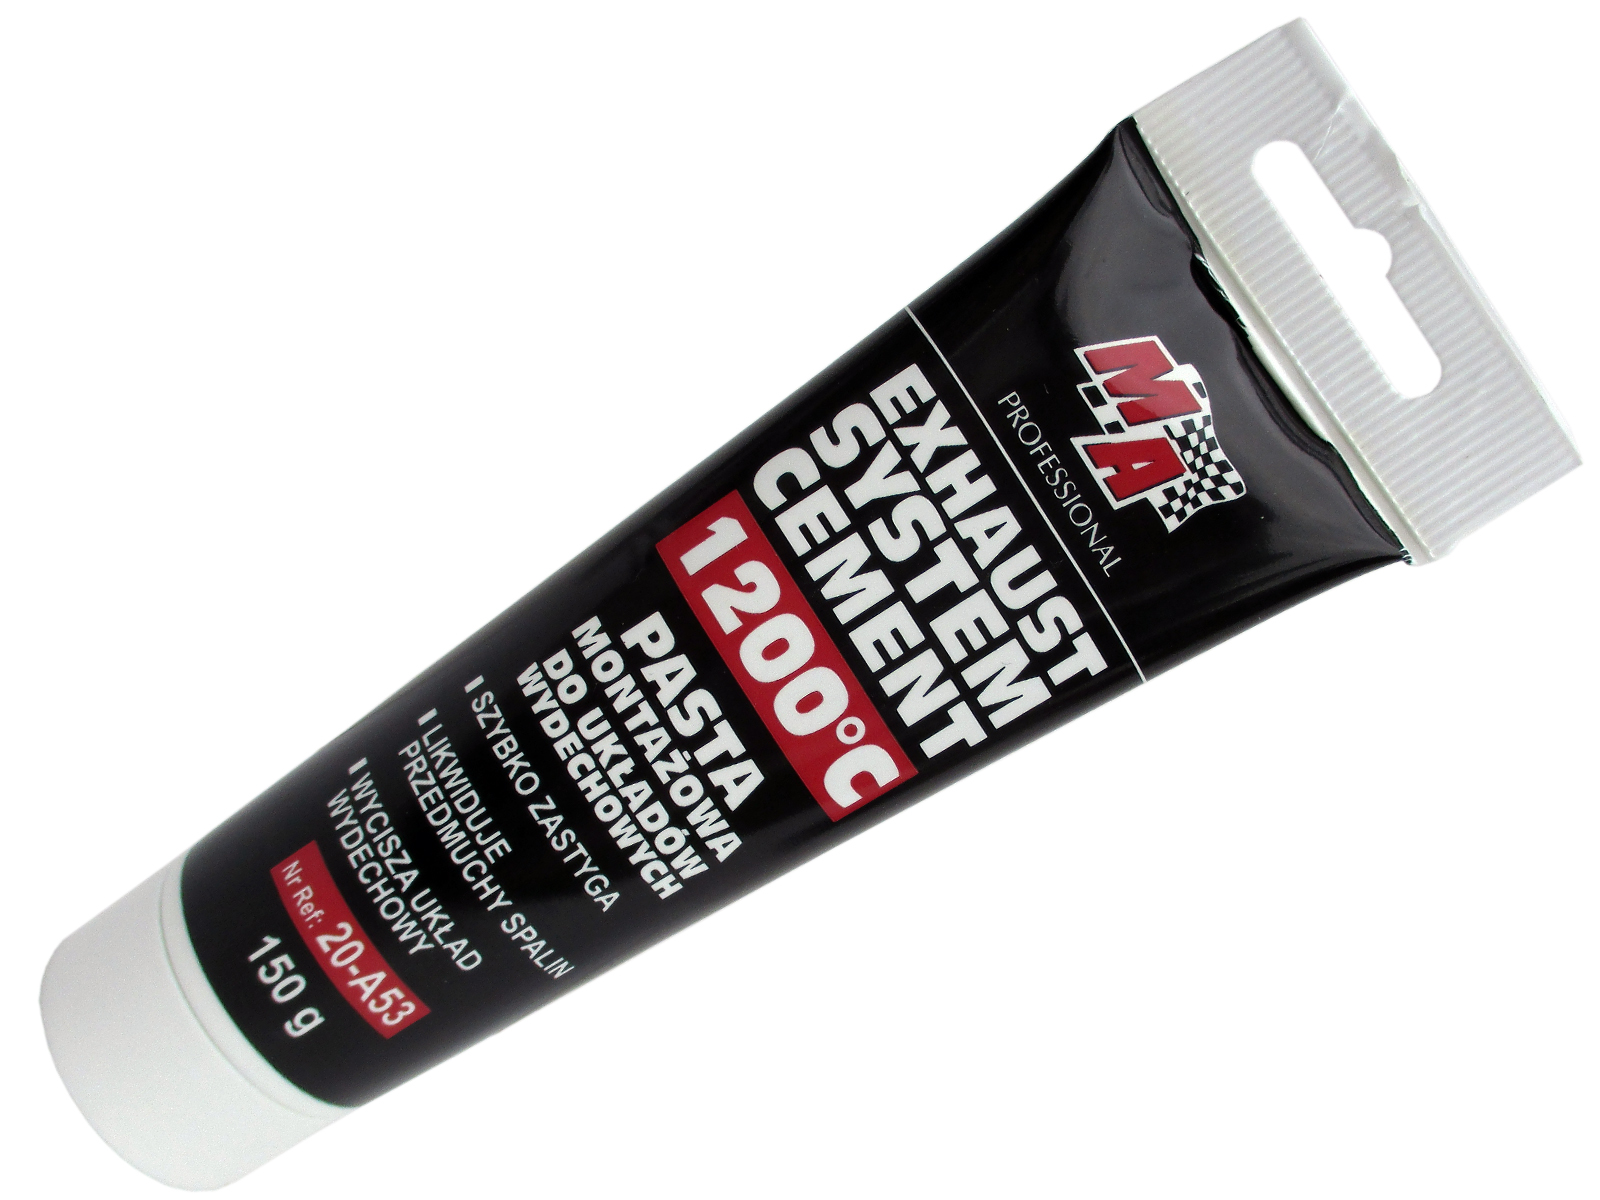 MA
PROFESSIONAL
EXHAUST
SYSTEM
CEMENT
1200°C
PASTA
MONTAŻOWA
DO UKŁADÓW
WYDECHOWYCH
SZYBKO ZASTYGA
LIKWIDUJE
PRZEDMUCHY SPALIN
WYCISZA UKŁAD
WYDECHOWY
Nr Ref: 20-A53
150 g